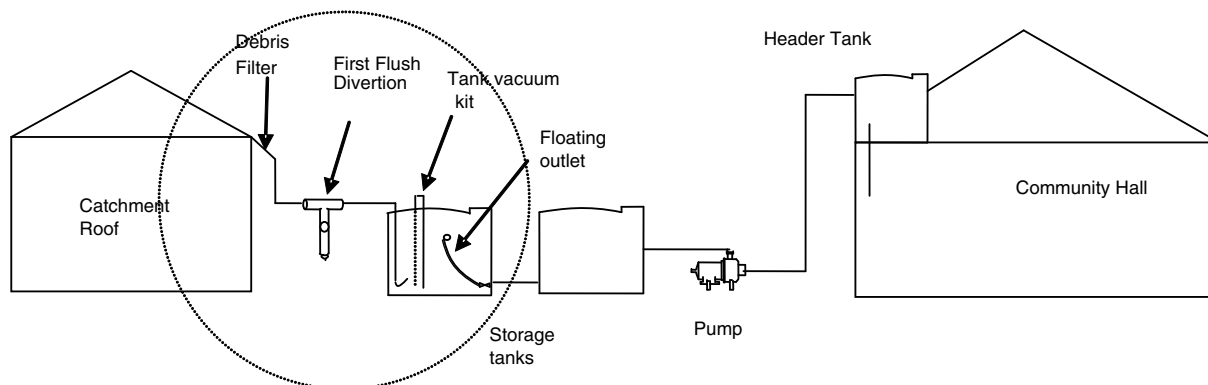 Debris
Filter
First Flush
Divertion
Tank vacuum
kit
Floating
outlet
Header Tank
Catchment
Roof
Community Hall
Storage
tanks
Pump